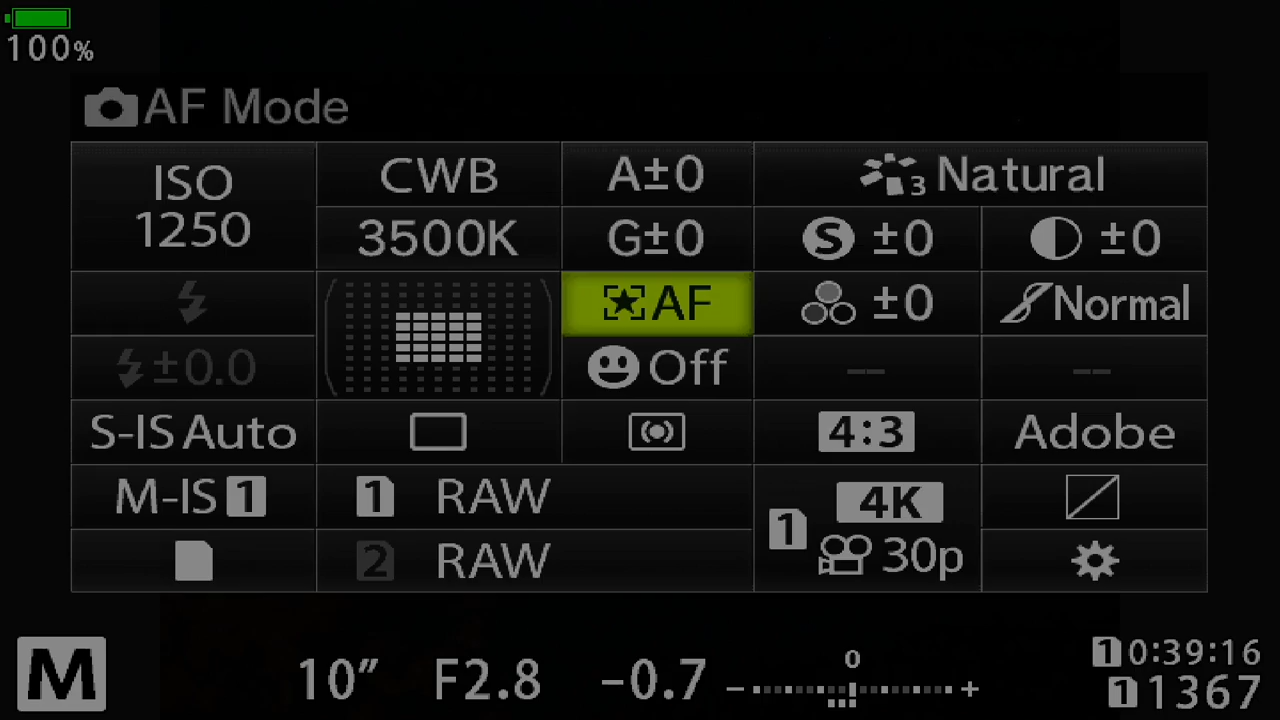 100%
AF Mode
ISO 1250
CWB
A±0
3 Natural
3500K
G±0
S ±0
±0
AF
±0
Normal
±0.0
Off
--
--
S-IS Auto
4:3
Adobe
M-IS 1
1 RAW
1 4K 30p
2 RAW
M
10" F2.8 -0.7
0
- +
1 0:39:16
1 1367